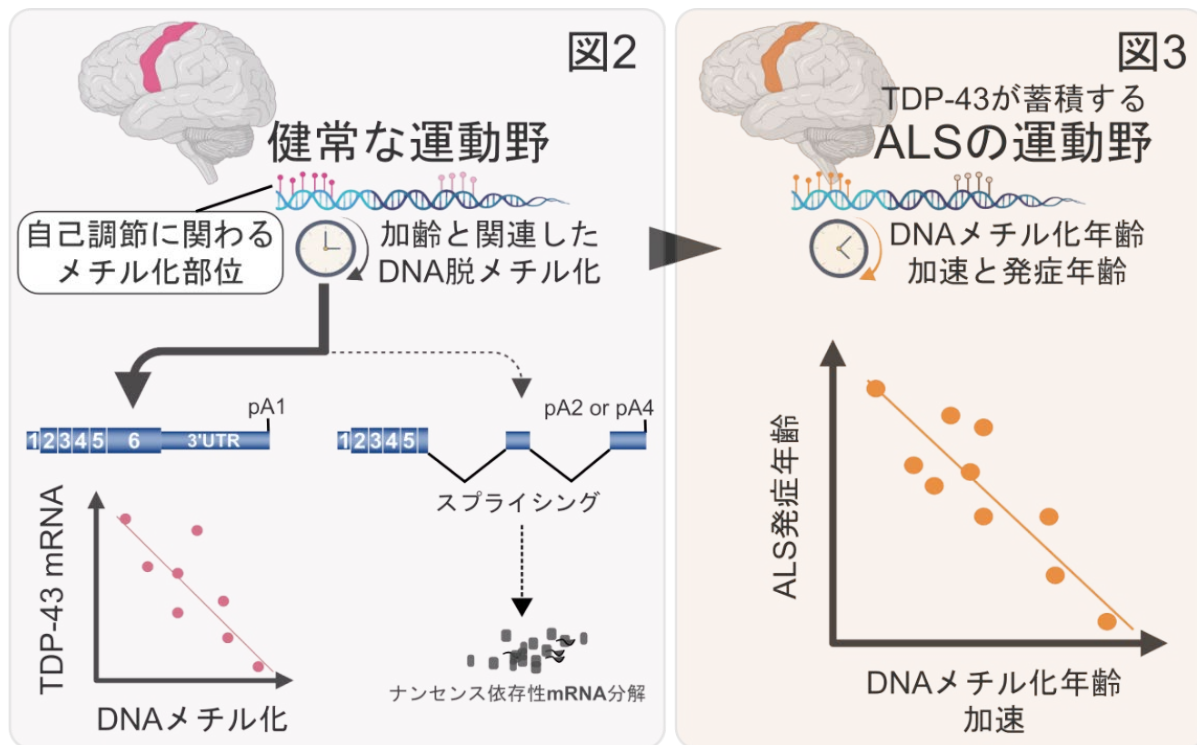 図2
健常な運動野
自己調節に関わる
メチル化部位
加齢と関連した
DNA脱メチル化
pA1
1 2 3 4 5 6 3'UTR
pA2 or pA4
1 2 3 4 5
スプライシング
TDP-43 mRNA
DNAメチル化
ナンセンス依存性mRNA分解
図3
TDP-43が蓄積する
ALSの運動野
DNAメチル化年齢
加速と発症年齢
ALS発症年齢
DNAメチル化年齢
加速